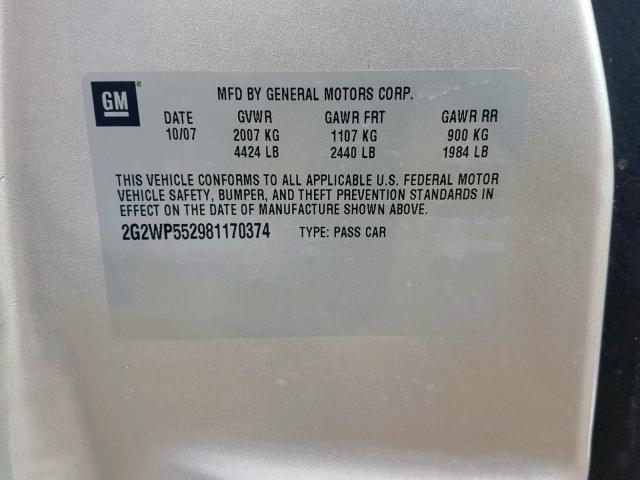 GM®
MFD BY GENERAL MOTORS CORP.
DATE GVWR GAWR FRT GAWR RR
10/07 2007 KG 1107 KG 900 KG
4424 LB 2440 LB 1984 LB
THIS VEHICLE CONFORMS TO ALL APPLICABLE U.S. FEDERAL MOTOR
VEHICLE SAFETY, BUMPER, AND THEFT PREVENTION STANDARDS IN
EFFECT ON THE DATE OF MANUFACTURE SHOWN ABOVE.
2G2WP552981170374 TYPE: PASS CAR